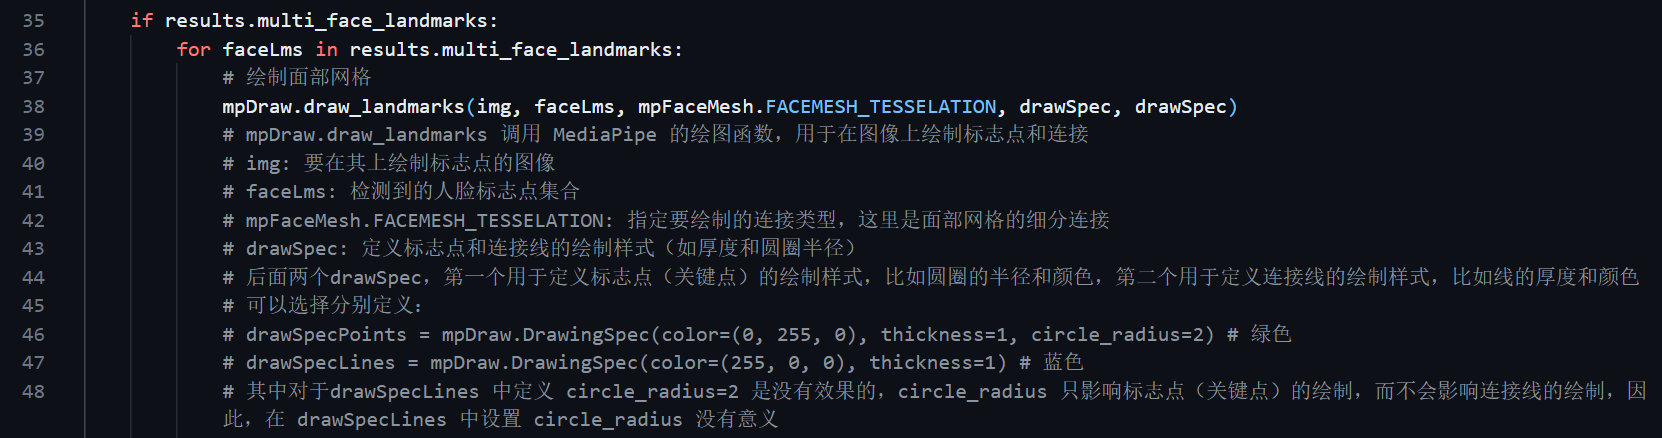 35 if results.multi_face_landmarks:
36 for faceLms in results.multi_face_landmarks:
37 # 绘制面部网格
38 mpDraw.draw_landmarks(img, faceLms, mpFaceMesh.FACEMESH_TESSELATION, drawSpec, drawSpec)
39 # mpDraw.draw_landmarks 调用 MediaPipe 的绘图函数，用于在图像上绘制标志点和连接
40 # img: 要在其上绘制标志点的图像
41 # faceLms: 检测到的人脸标志点集合
42 # mpFaceMesh.FACEMESH_TESSELATION: 指定要绘制的连接类型，这里是面部网格的细分连接
43 # drawSpec: 定义标志点和连接线的绘制样式（如厚度和圆圈半径）
44 # 后面两个drawSpec，第一个用于定义标志点（关键点）的绘制样式，比如圆圈的半径和颜色，第二个用于定义连接线的绘制样式，比如线的厚度和颜色
45 # 可以选择分别定义：
46 # drawSpecPoints = mpDraw.DrawingSpec(color=(0, 255, 0), thickness=1, circle_radius=2) # 绿色
47 # drawSpecLines = mpDraw.DrawingSpec(color=(255, 0, 0), thickness=1) # 蓝色
48 # 其中对于drawSpecLines 中定义 circle_radius=2 是没有效果的，circle_radius 只影响标志点（关键点）的绘制，而不会影响连接线的绘制，因
此，在 drawSpecLines 中设置 circle_radius 没有意义